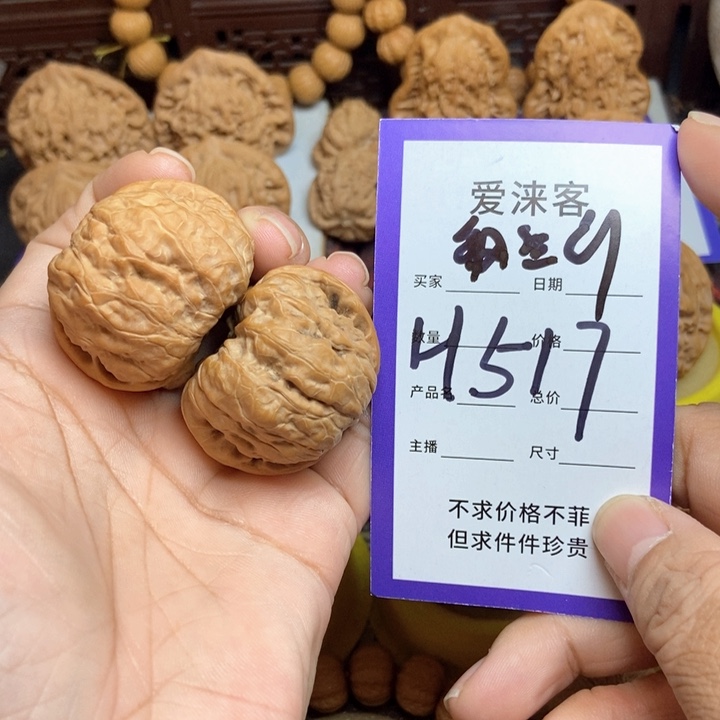 爱涞客
买家 日期
4517
数量 价格
产品名 总价
主播 尺寸
不求价格不菲
但求件件珍贵